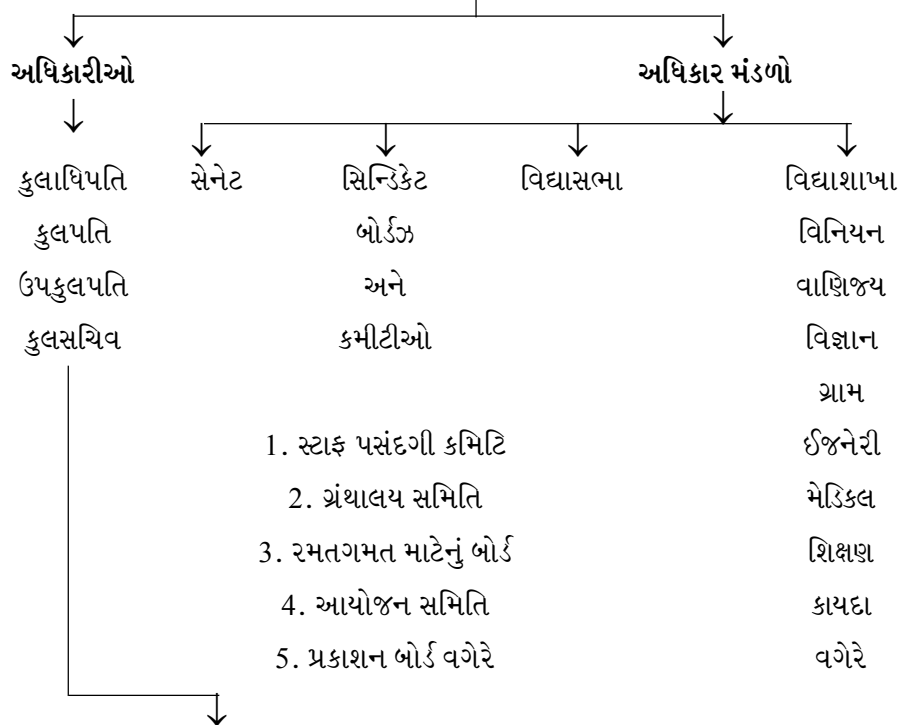 અધિકારીઓ અધિકાર મંડળો
કુલાધિપતિ સેનેટ સિન્ડિકેટ વિદ્યાસભા વિદ્યાશાખા
કુલપતિ બોર્ડઝ વિનિયન
ઉપકુલપતિ અને વાણિજ્ય
કુલસચિવ કમીટીઓ વિજ્ઞાન
ગ્રામ
1. સ્ટાફ પસંદગી કમિટિ ઈજનેરી
2. ગ્રંથાલય સમિતિ મેડિકલ
3. રમતગમત માટેનું બોર્ડ શિક્ષણ
4. આયોજન સમિતિ કાયદા
5. પ્રકાશન બોર્ડ વગેરે વગેરે